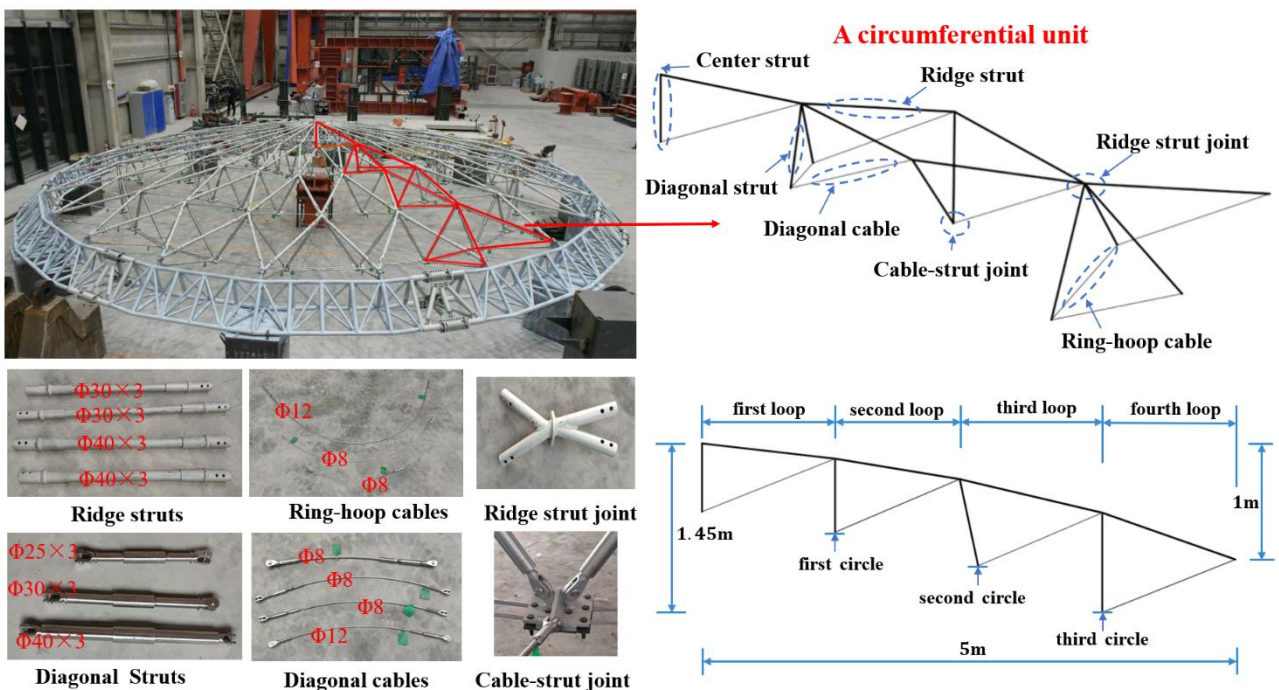 A circumferential unit
Center strut
Ridge strut
Ridge strut joint
Diagonal strut
Diagonal cable
Cable-strut joint
Ring-hoop cable
Φ30×3
Φ30×3
Φ40×3
Φ40×3
Ridge struts
Φ12
Φ8
Φ8
Ring-hoop cables
Ridge strut joint
Φ25×3
Φ30×3
Φ40×3
Diagonal Struts
Φ8
Φ8
Φ8
Φ12
Diagonal cables
Cable-strut joint
first loop
second loop
third loop
fourth loop
1.45m
1m
first circle
second circle
third circle
5m